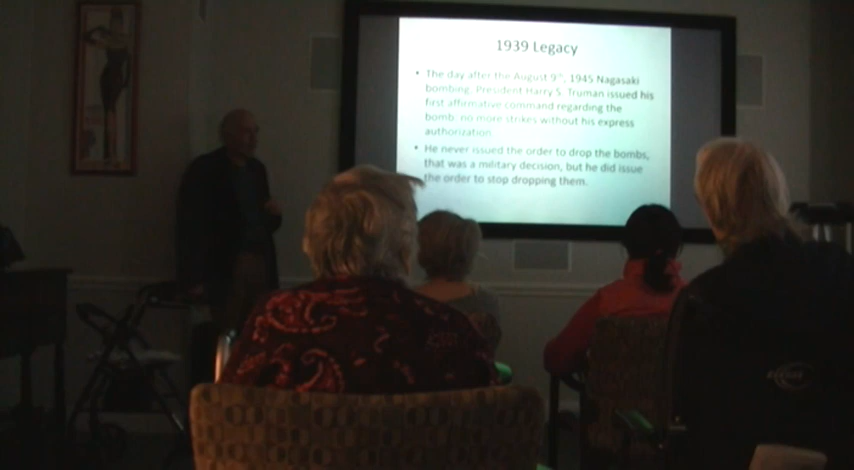 1939 Legacy
• The day after the August 9th, 1945 Nagasaki
bombing, President Harry S. Truman issued his
first affirmative command regarding the
bomb: no more strikes without his express
authorization.
• He never issued the order to drop the bombs,
that was a military decision, but he did issue
the order to stop dropping them.